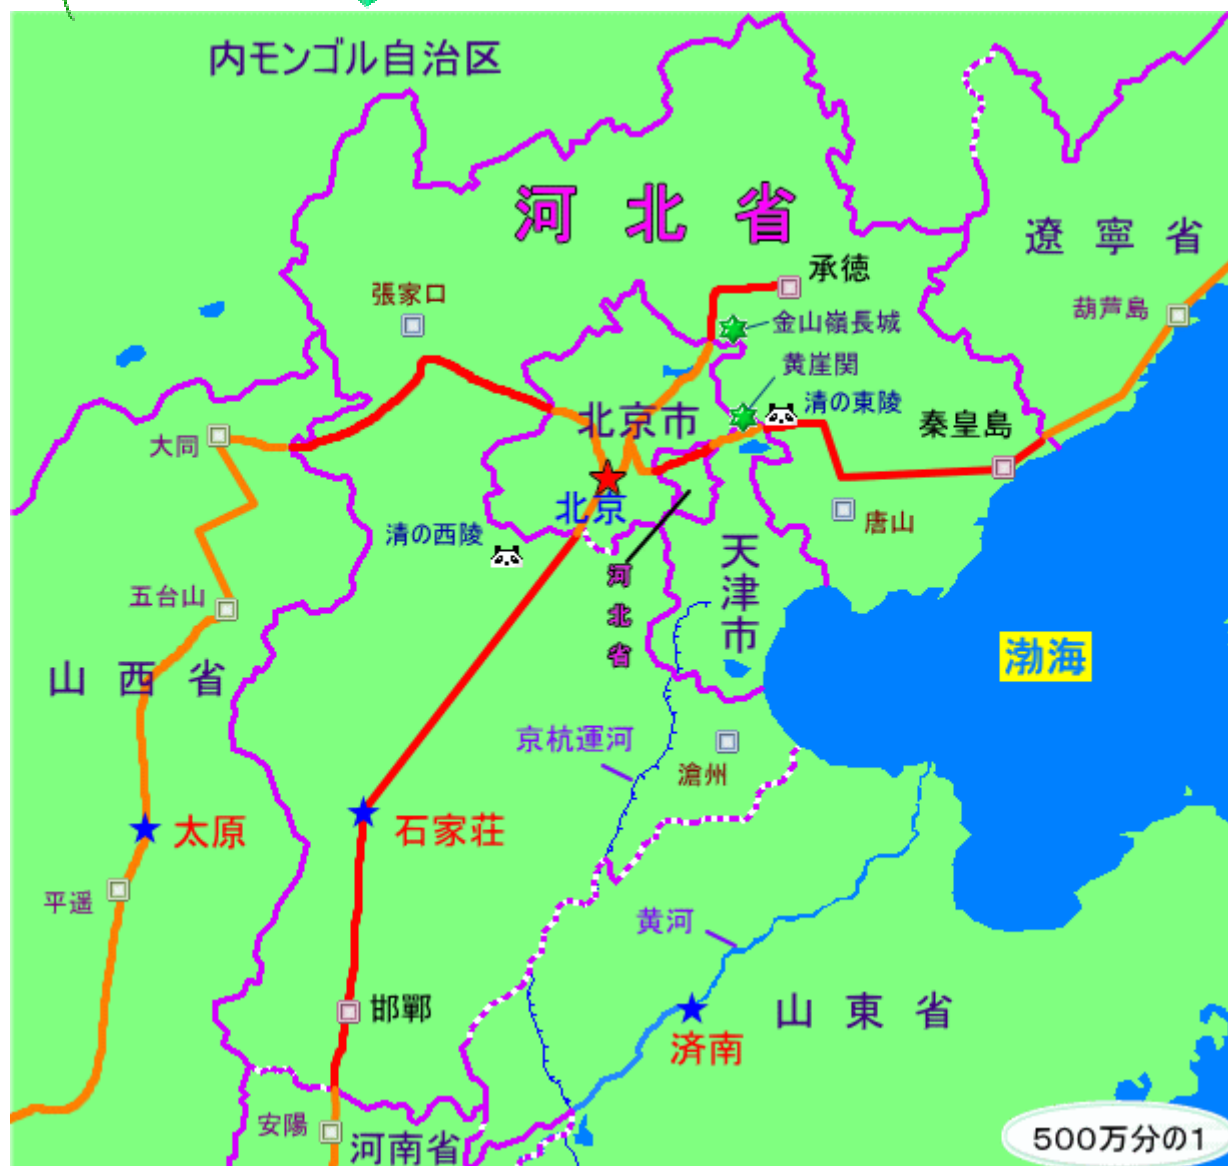 内モンゴル自治区
河北省
遼寧省
承徳
張家口
葫芦島
金山嶺長城
黄崖関
清の東陵
北京市
秦皇島
大同
北京
唐山
清の西陵
天津市
河北省
五台山
山西省
渤海
京杭運河
滄州
太原
石家荘
平遥
黄河
邯鄲
山東省
済南
安陽
河南省
500万分の1